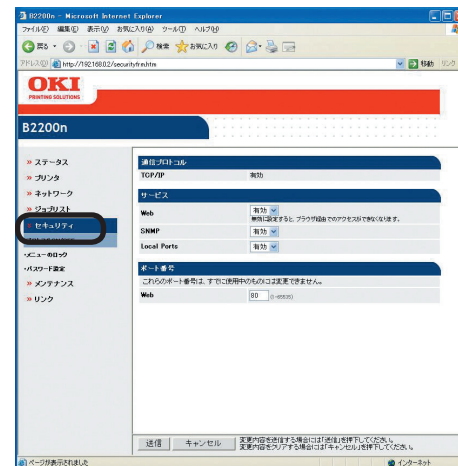 B2200n - Microsoft Internet Explorer
ファイル(F) 編集(E) 表示(V) お気に入り(A) ツール(T) ヘルプ(H)
戻る 検索 お気に入り
アドレス(D) http://192.168.0.2/securityfrm.htm 移動 リンク
OKI
PRINTING SOLUTIONS
B2200n
» ステータス
» プリンタ
» ネットワーク
» ジョブリスト
» セキュリティ
・メニューのロック
・パスワード設定
» メンテナンス
» リンク
通信プロトコル
TCP/IP 有効
サービス
Web 有効
無効に設定すると、ブラウザ経由でのアクセスができなくなります。
SNMP 有効
Local Ports 有効
ポート番号
これらのポート番号は、すでに使用中のものには変更できません。
Web 80 (1-65535)
送信 キャンセル
変更内容を送信する場合には「送信」を押下してください。
変更内容をクリアする場合には「キャンセル」を押下してください。
ページが表示されました インターネット